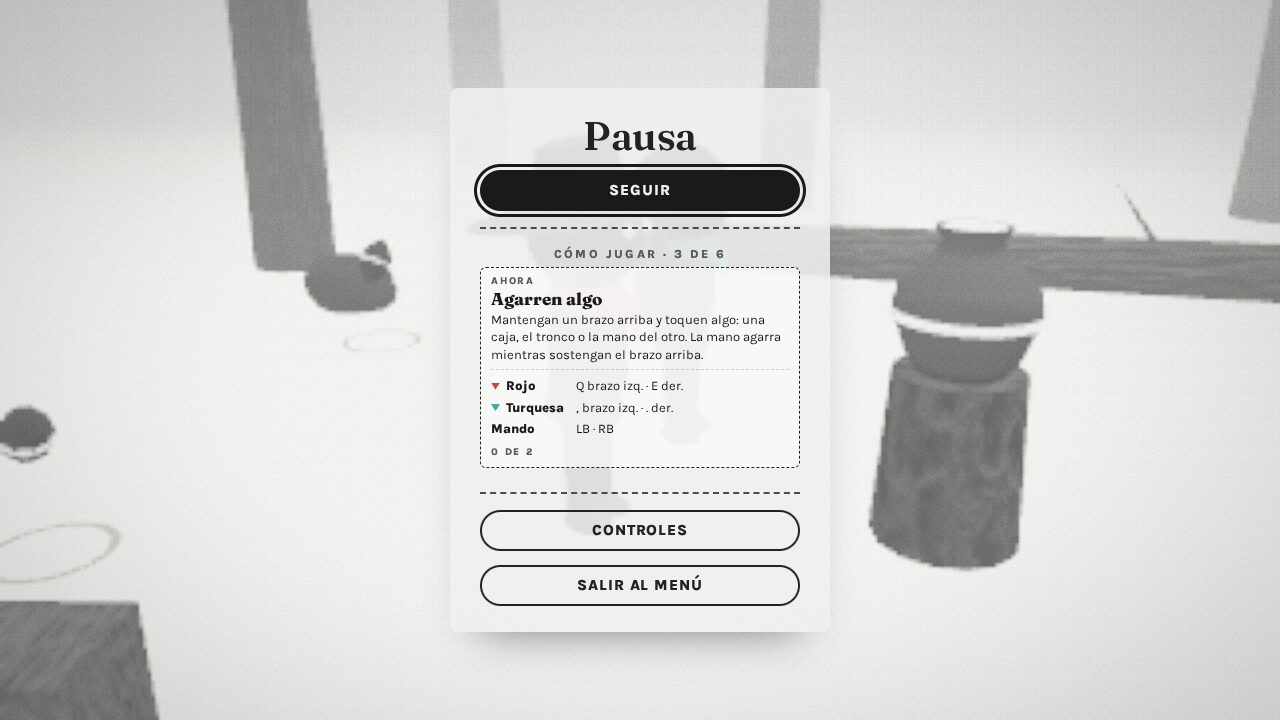 Pausa
SEGUIR
CÓMO JUGAR · 3 DE 6
AHORA
Agarren algo
Mantengan un brazo arriba y toquen algo: una
caja, el tronco o la mano del otro. La mano agarra
mientras sostengan el brazo arriba.
Rojo Q brazo izq. · E der.
Turquesa , brazo izq. · . der.
Mando LB · RB
0 DE 2
CONTROLES
SALIR AL MENÚ